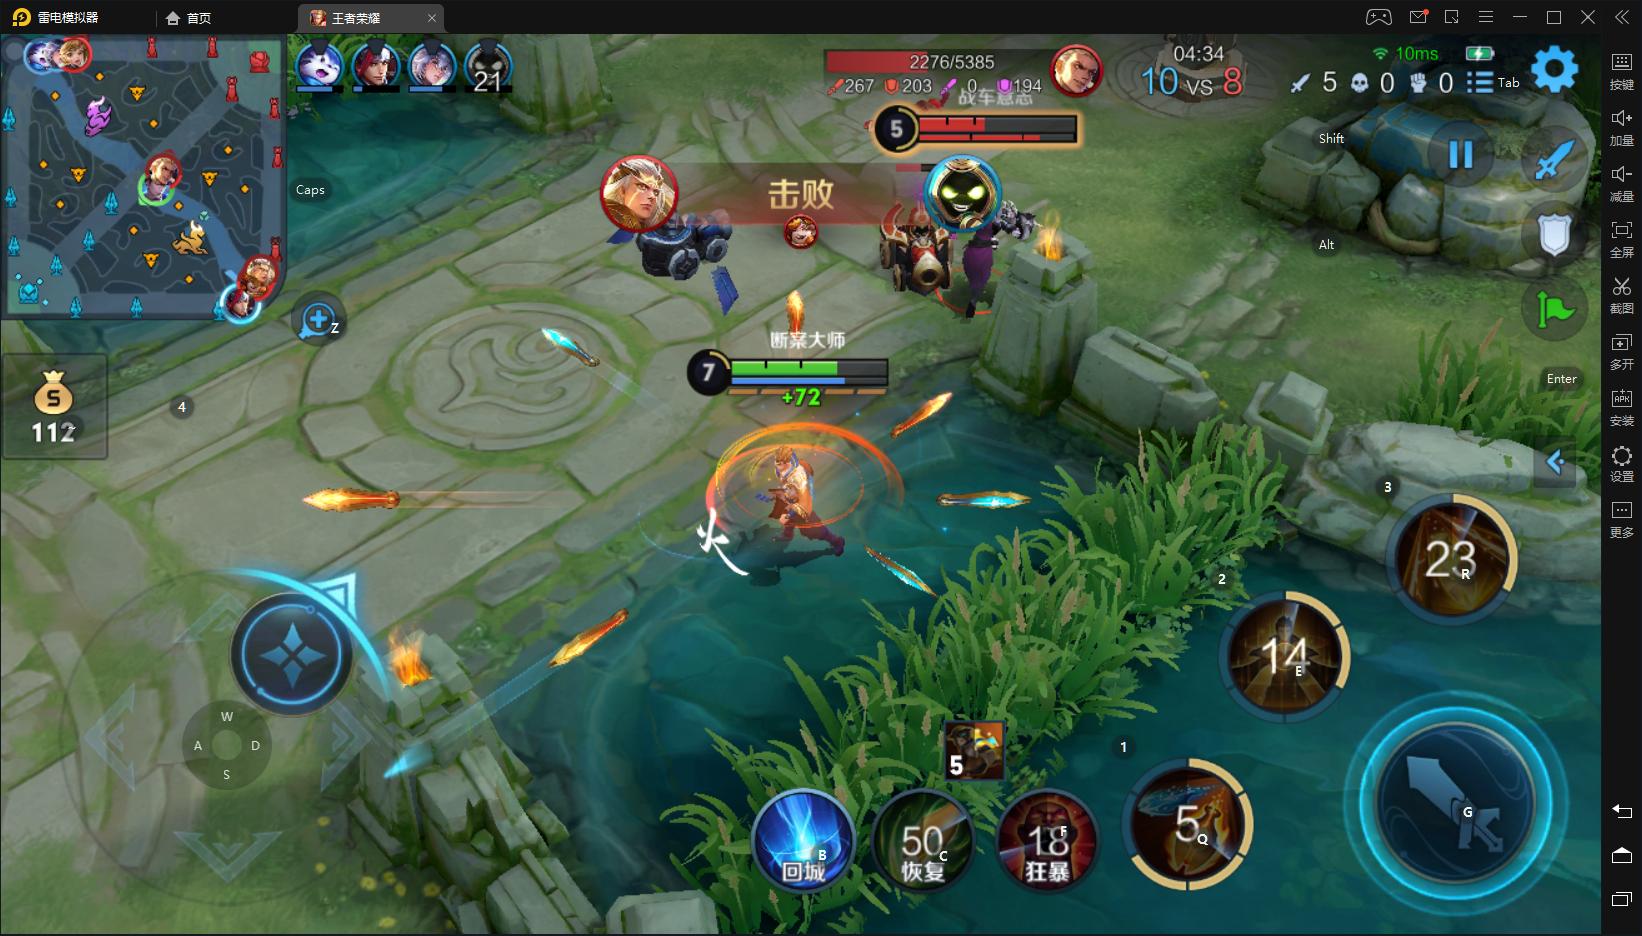 雷电模拟器
首页
王者荣耀
21
2276/5385
267 203 0 194
战车意志
04:34
10 VS 8
10ms
5 0 0 Tab
按键
加量
减量
全屏
截图
多开
APK
安装
设置
更多
Shift
Caps
5
击败
Alt
Z
断案大师
7
+72
S
112
4
Enter
火
3
23
R
2
14
E
W
A D
S
1
5
5
Q
G
B
回城
50
C
恢复
18
F
狂暴